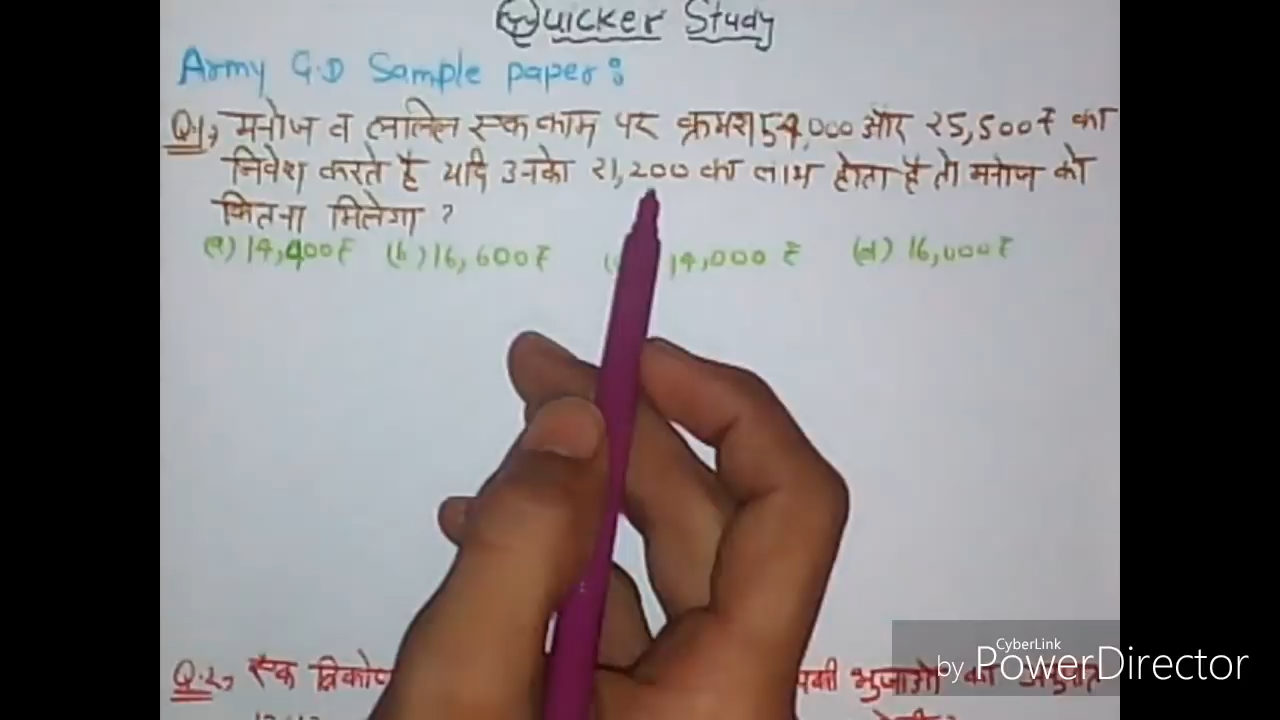 Quicker Study
Army G.D Sample paper:
Q.1, मनोज व ललित एक काम पर क्रमश 54,000 और 25,500₹ का
निवेश करते है यदि उनको 21,200 का लाभ होता है तो मनोज को
कितना मिलेगा ?
(a) 14,400₹ (b) 16,600₹ 14,000 ₹ (d) 16,000₹
Q.2, एक भुजाओ का
CyberLink
by PowerDirector